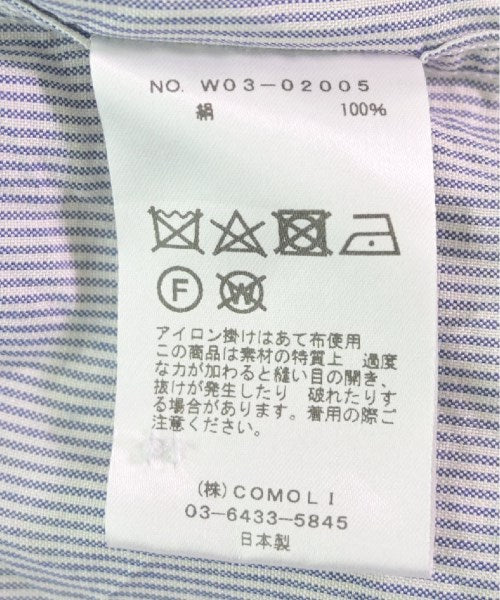 NO. W03-02005
絹 100%
F
W
アイロン掛けはあて布使用
この商品は素材の特質上 過度
な力が加わると縫い目の開き、
抜けが発生したり 破れたりす
る場合があります。着用の際ご
注意ください。
(株)COMOLI
03-6433-5845
日本製